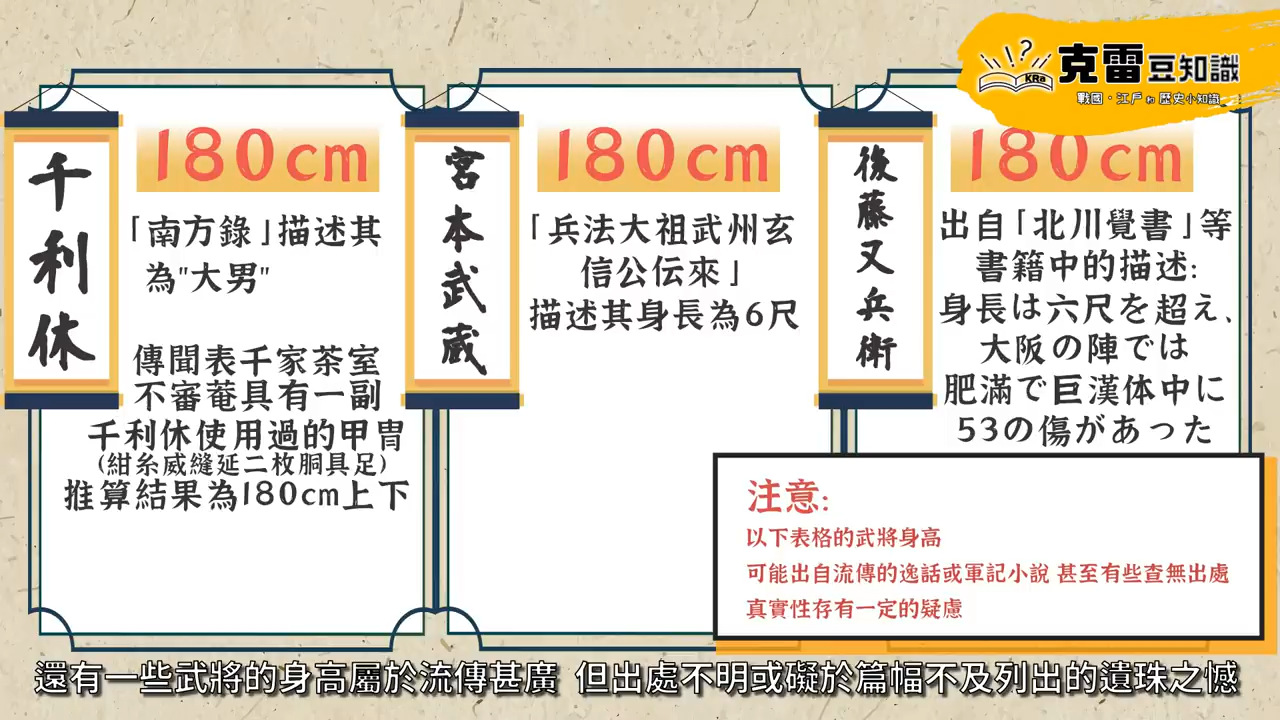 克雷豆知識
KRa
戰國・江戶 和 歷史小知識
千利休
180cm
「南方錄」描述其
為"大男"
傳聞表千家茶室
不審菴具有一副
千利休使用過的甲冑
(紺糸威縫延二枚胴具足)
推算結果為180cm上下
宮本武蔵
180cm
「兵法大祖武州玄
信公伝來」
描述其身長為6尺
後藤又兵衛
180cm
出自「北川覺書」等
書籍中的描述:
身長は六尺を超え、
大阪の陣では
肥滿で巨漢体中に
53の傷があった
注意:
以下表格的武將身高
可能出自流傳的逸話或軍記小說 甚至有些查無出處
真實性存有一定的疑慮
還有一些武將的身高屬於流傳甚廣 但出處不明或礙於篇幅不及列出的遺珠之憾